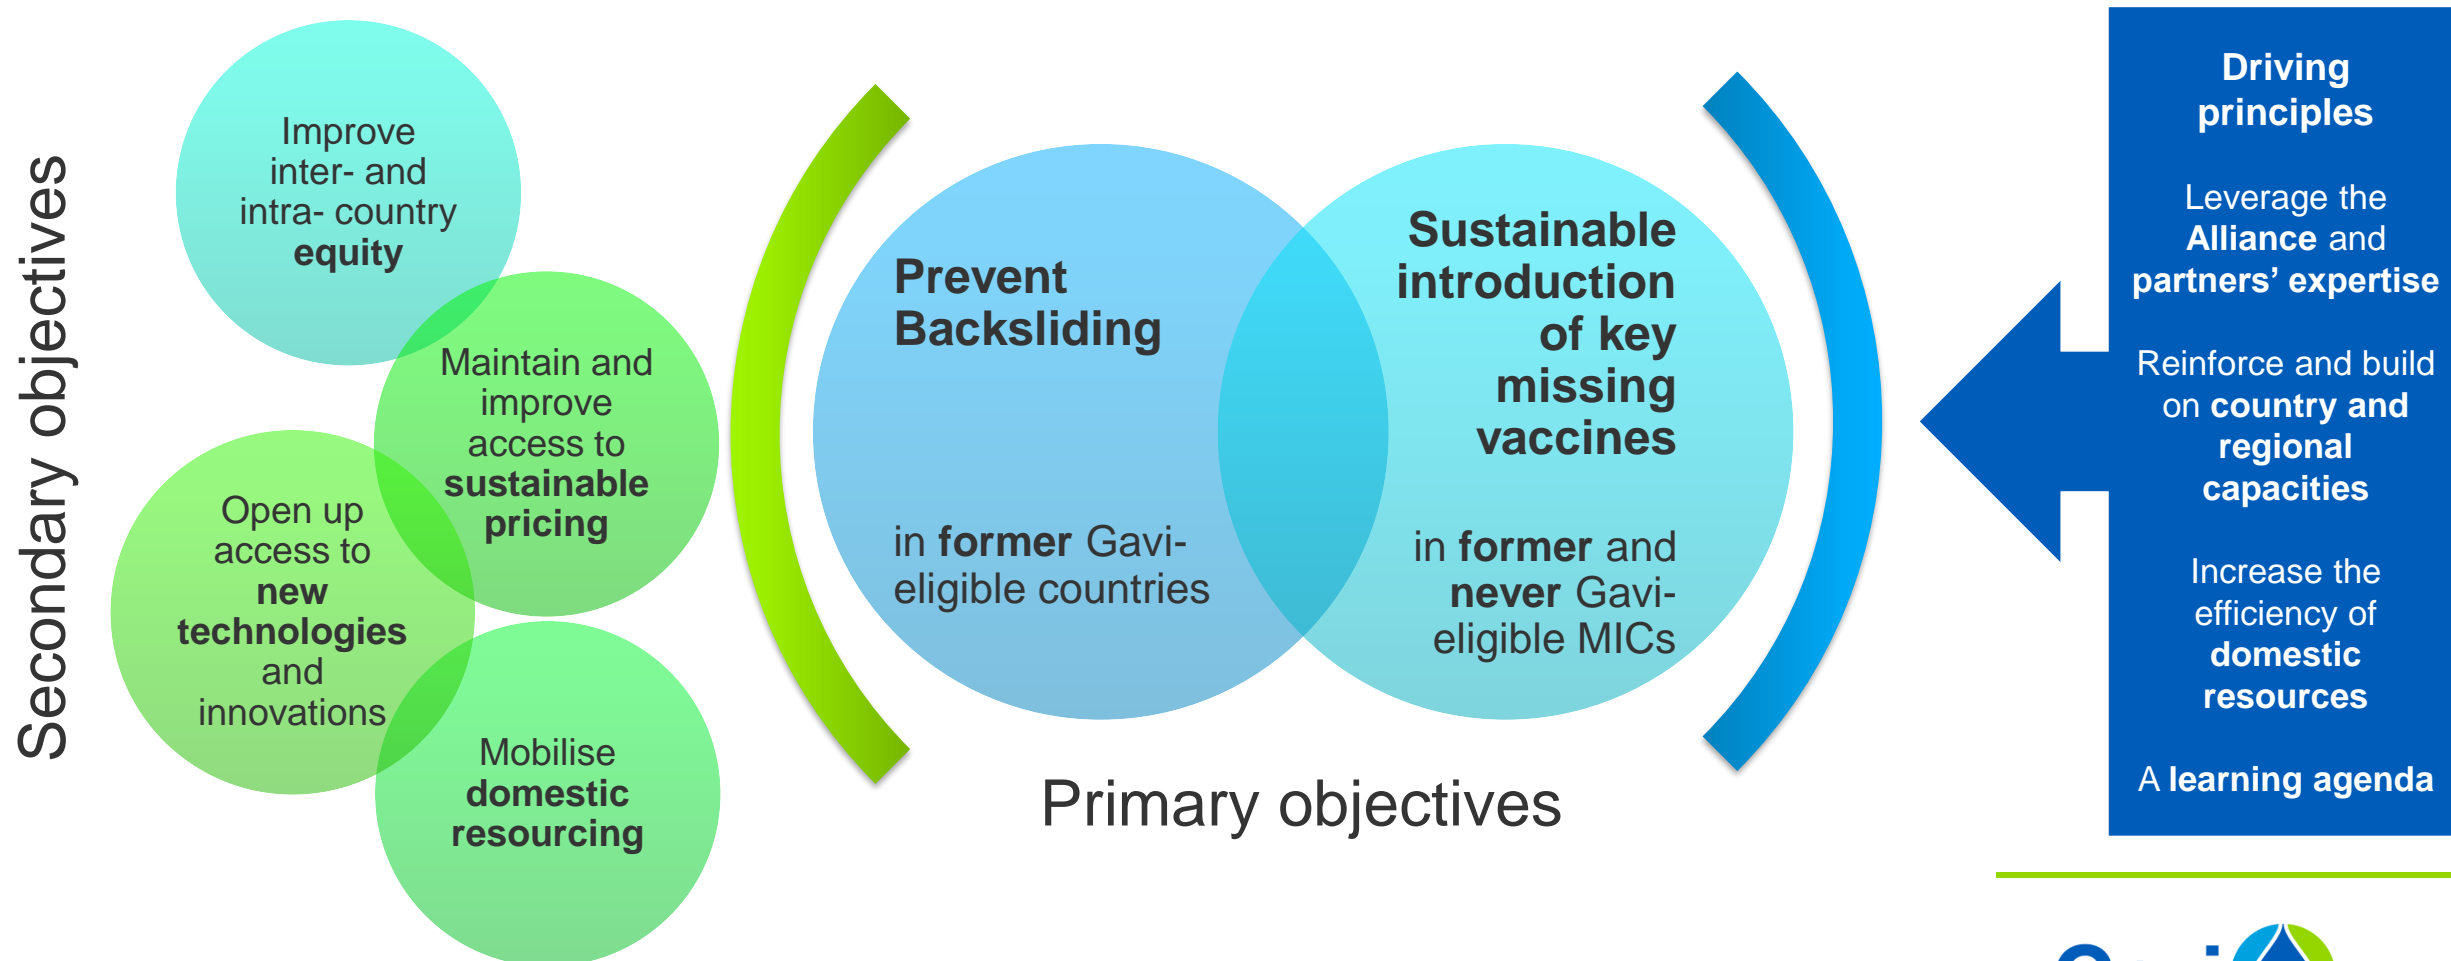 Secondary objectives
Improve
inter- and
intra- country
equity
Maintain and
improve
access to
sustainable
pricing
Open up
access to
new
technologies
and
innovations
Mobilise
domestic
resourcing
Prevent
Backsliding
in former Gavi-
eligible countries
Sustainable
introduction
of key
missing
vaccines
in former and
never Gavi-
eligible MICs
Primary objectives
Driving
principles
Leverage the
Alliance and
partners’ expertise
Reinforce and build
on country and
regional
capacities
Increase the
efficiency of
domestic
resources
A learning agenda